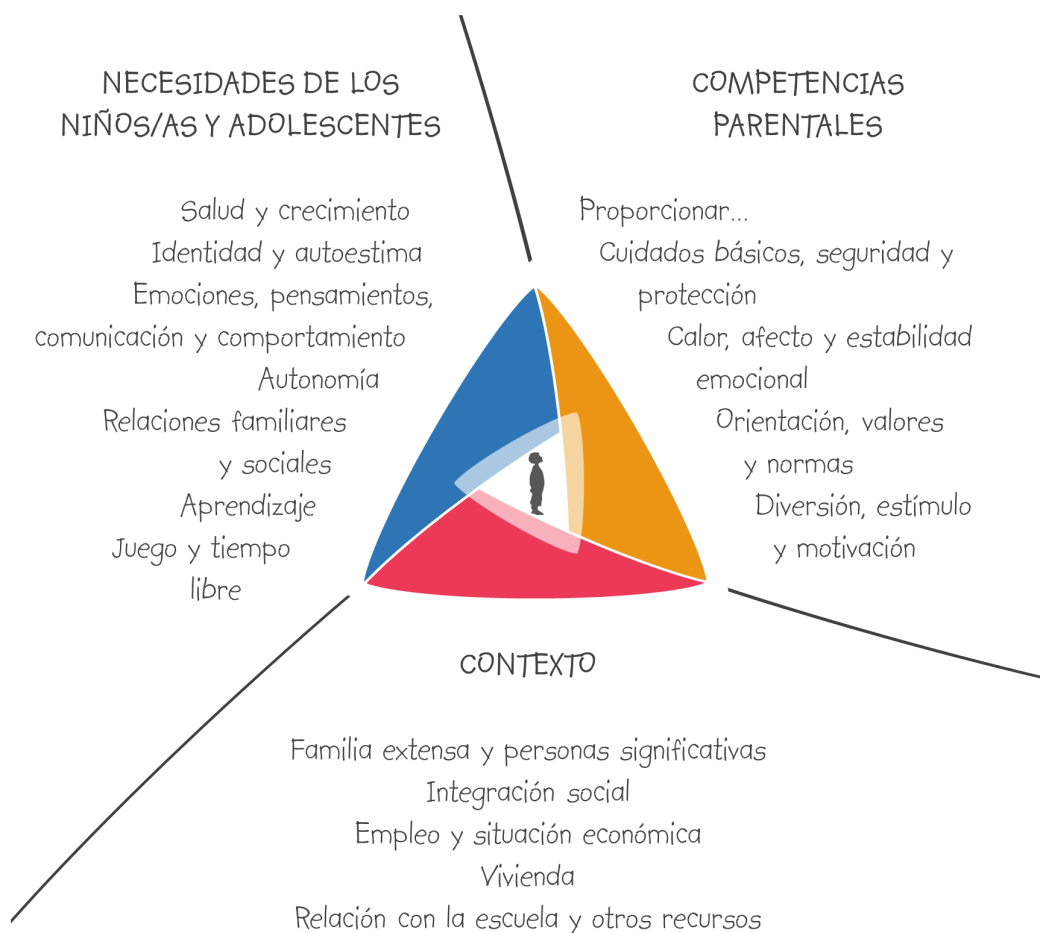 NECESIDADES DE LOS
NIÑOS/AS Y ADOLESCENTES
Salud y crecimiento
Identidad y autoestima
Emociones, pensamientos,
comunicación y comportamiento
Autonomía
Relaciones familiares
y sociales
Aprendizaje
Juego y tiempo
libre
COMPETENCIAS
PARENTALES
Proporcionar...
Cuidados básicos, seguridad y
protección
Calor, afecto y estabilidad
emocional
Orientación, valores
y normas
Diversión, estímulo
y motivación
CONTEXTO
Familia extensa y personas significativas
Integración social
Empleo y situación económica
Vivienda
Relación con la escuela y otros recursos